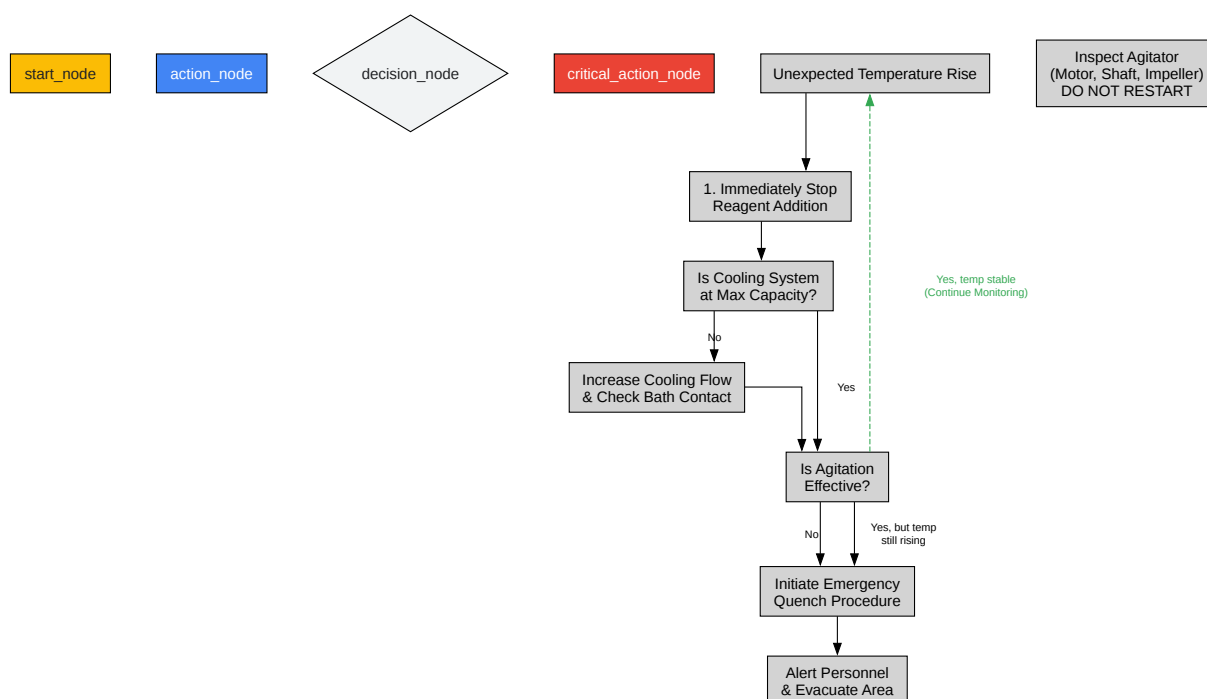 start_node
action_node
decision_node
critical_action_node
Unexpected Temperature Rise
Inspect Agitator
(Motor, Shaft, Impeller)
DO NOT RESTART
1. Immediately Stop
Reagent Addition
Is Cooling System
at Max Capacity?
Yes, temp stable
(Continue Monitoring)
No
Increase Cooling Flow
& Check Bath Contact
Yes
Is Agitation
Effective?
No
Yes, but temp
still rising
Initiate Emergency
Quench Procedure
Alert Personnel
& Evacuate Area